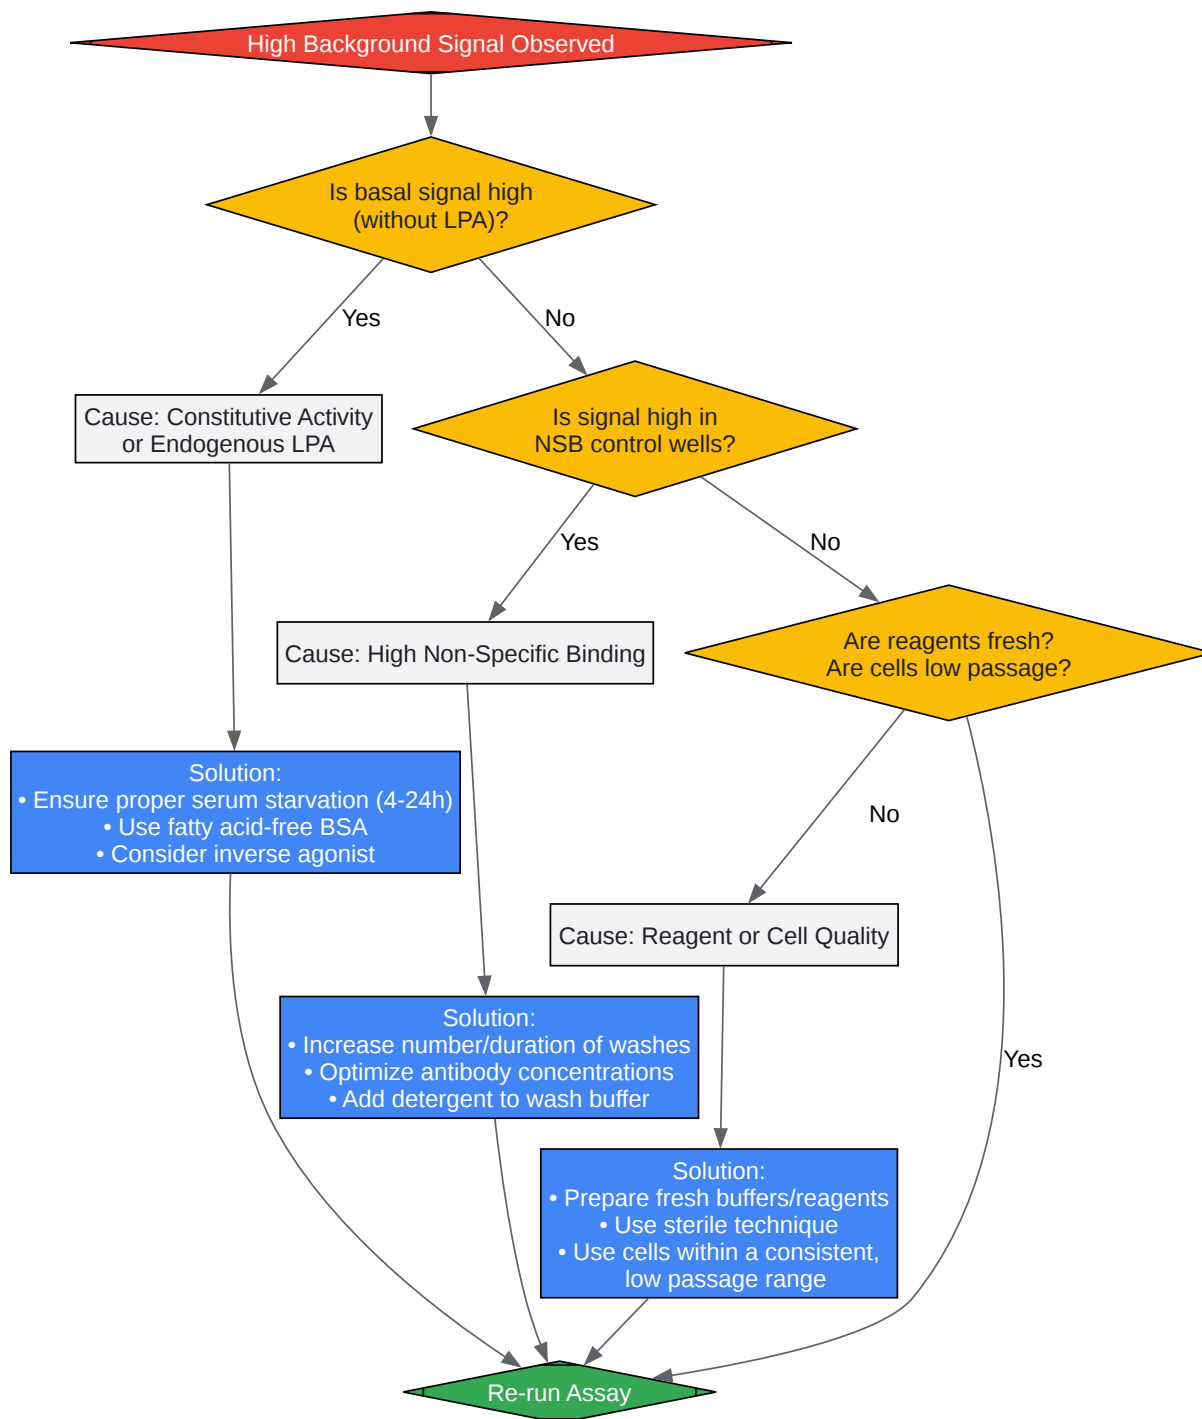 High Background Signal Observed
Is basal signal high
(without LPA)?
Yes
No
Cause: Constitutive Activity
or Endogenous LPA
Is signal high in
NSB control wells?
Yes
No
Cause: High Non-Specific Binding
Are reagents fresh?
Are cells low passage?
Solution:
• Ensure proper serum starvation (4-24h)
• Use fatty acid-free BSA
• Consider inverse agonist
No
Yes
Cause: Reagent or Cell Quality
Solution:
• Increase number/duration of washes
• Optimize antibody concentrations
• Add detergent to wash buffer
Solution:
• Prepare fresh buffers/reagents
• Use sterile technique
• Use cells within a consistent,
low passage range
Re-run Assay